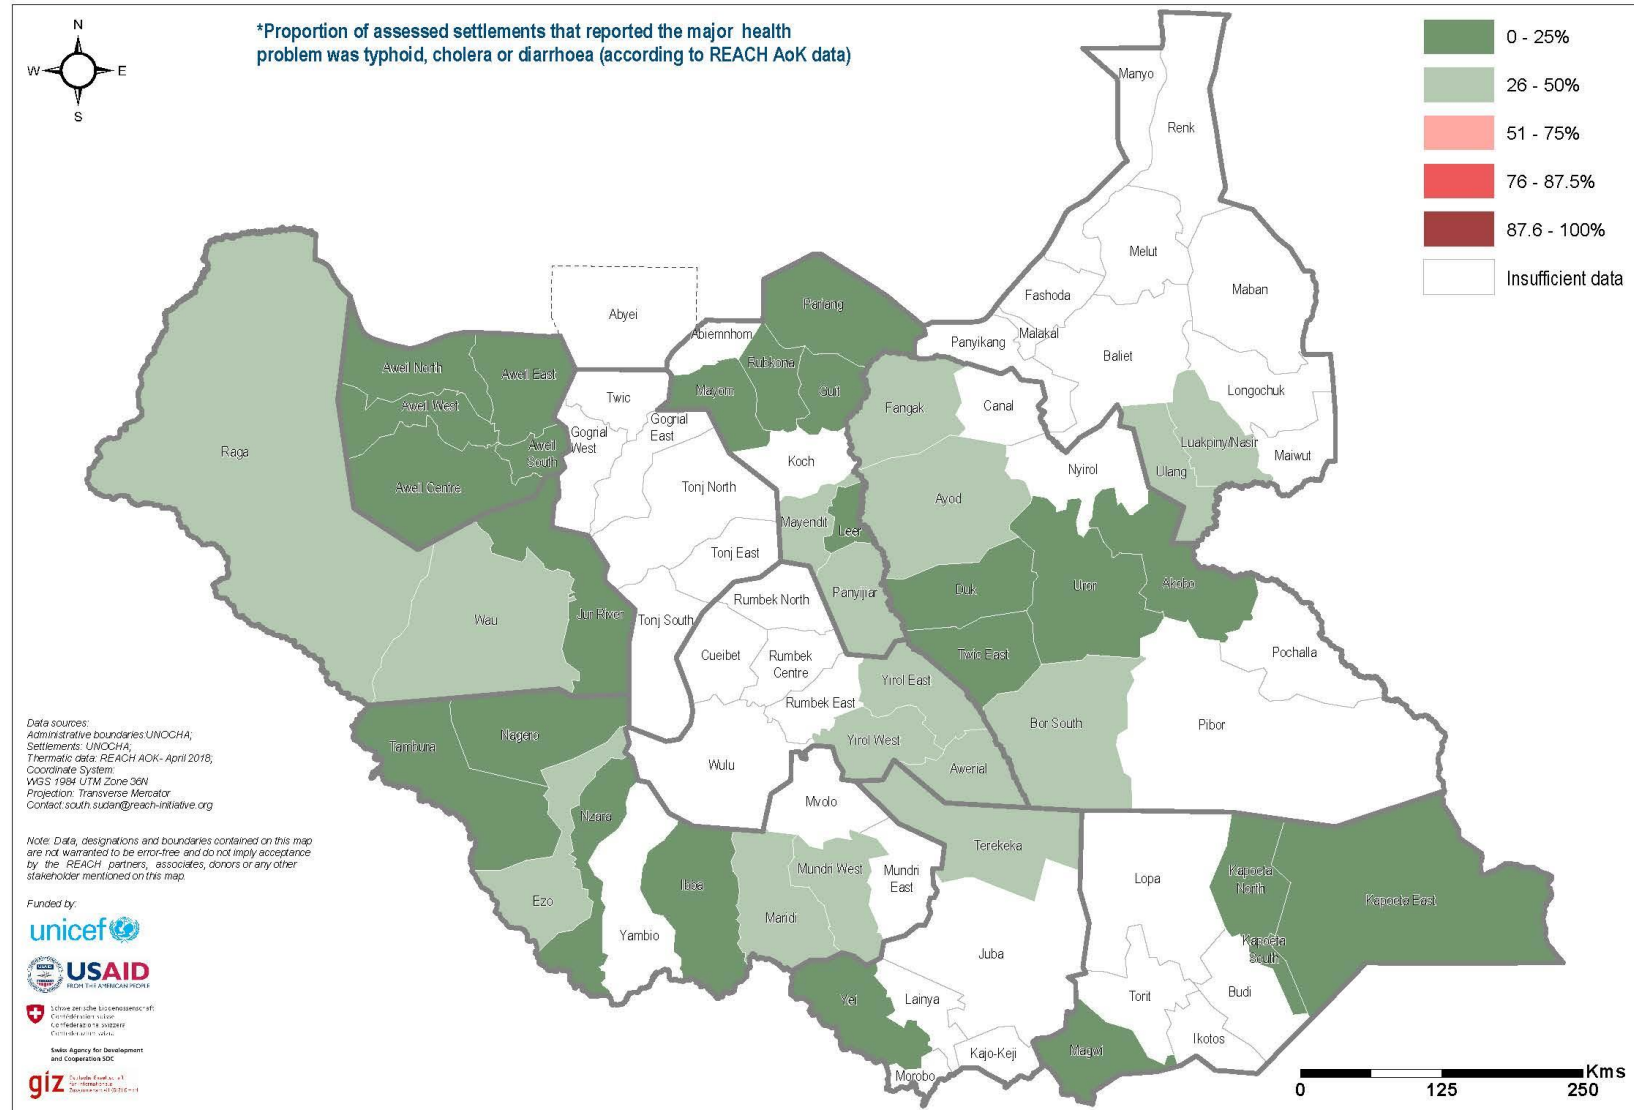 N
W
E
S
*Proportion of assessed settlements that reported the major health
problem was typhoid, cholera or diarrhoea (according to REACH AoK data)
0 - 25%
26 - 50%
51 - 75%
76 - 87.5%
87.6 - 100%
Insufficient data
Manyo
Renk
Melut
Maban
Fashoda
Malakal
Panyikang
Baliet
Longochuk
Luakpiny/Nasir
Maiwut
Ulang
Abyei
Abiemnhom
Pariang
Rubkona
Mayom
Guit
Fangak
Canal
Nyirol
Koch
Raga
Aweil North
Aweil East
Aweil West
Aweil
South
Aweil Centre
Twic
Gogrial
West
Gogrial
East
Tonj North
Tonj East
Tonj South
Mayendit
Leer
Panyijiar
Ayod
Duk
Uror
Akobo
Twic East
Pochalla
Pibor
Bor South
Wau
Jur River
Rumbek North
Cueibet
Rumbek
Centre
Rumbek East
Yirol East
Yirol West
Awerial
Wulu
Mvolo
Tambura
Nagero
Nzara
Ezo
Yambio
Ibba
Maridi
Mundri West
Mundri
East
Terekeka
Juba
Yei
Lainya
Morobo
Kajo-Keji
Magwi
Lopa
Torit
Ikotos
Budi
Kapoeta
North
Kapoeta
South
Kapoeta East
Data sources:
Administrative boundaries:UNOCHA;
Settlements: UNOCHA;
Thermatic data: REACH AOK- April 2018;
Coordinate System:
WGS 1984 UTM Zone 36N
Projection: Transverse Mercator
Contact:south.sudan@reach-initiative.org
Note: Data, designations and boundaries contained on this map
are not warranted to be error-free and do not imply acceptance
by the REACH partners, associates, donors or any other
stakeholder mentioned on this map.
Funded by:
unicef
USAID
FROM THE AMERICAN PEOPLE
Schweizerische Eidgenossenschaft
Confédération suisse
Confederazione Svizzera
Confederaziun svizra
Swiss Agency for Development
and Cooperation SDC
giz
Kms
0
125
250